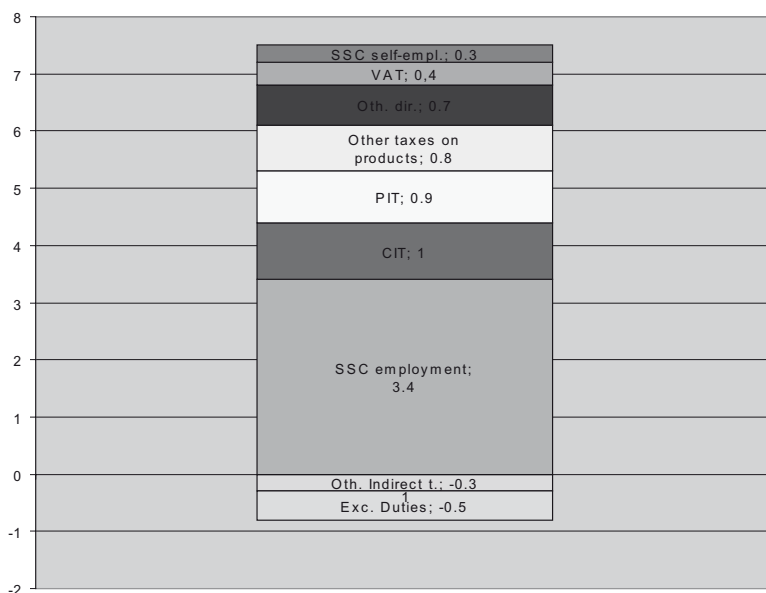 8
7
6
5
4
3
2
1
0
-1
-2
SSC self-empl.; 0.3
VAT; 0,4
Oth. dir.; 0.7
Other taxes on
products; 0.8
PIT; 0.9
CIT; 1
SSC employment;
3.4
Oth. Indirect t.; -0.3
1
Exc. Duties; -0.5